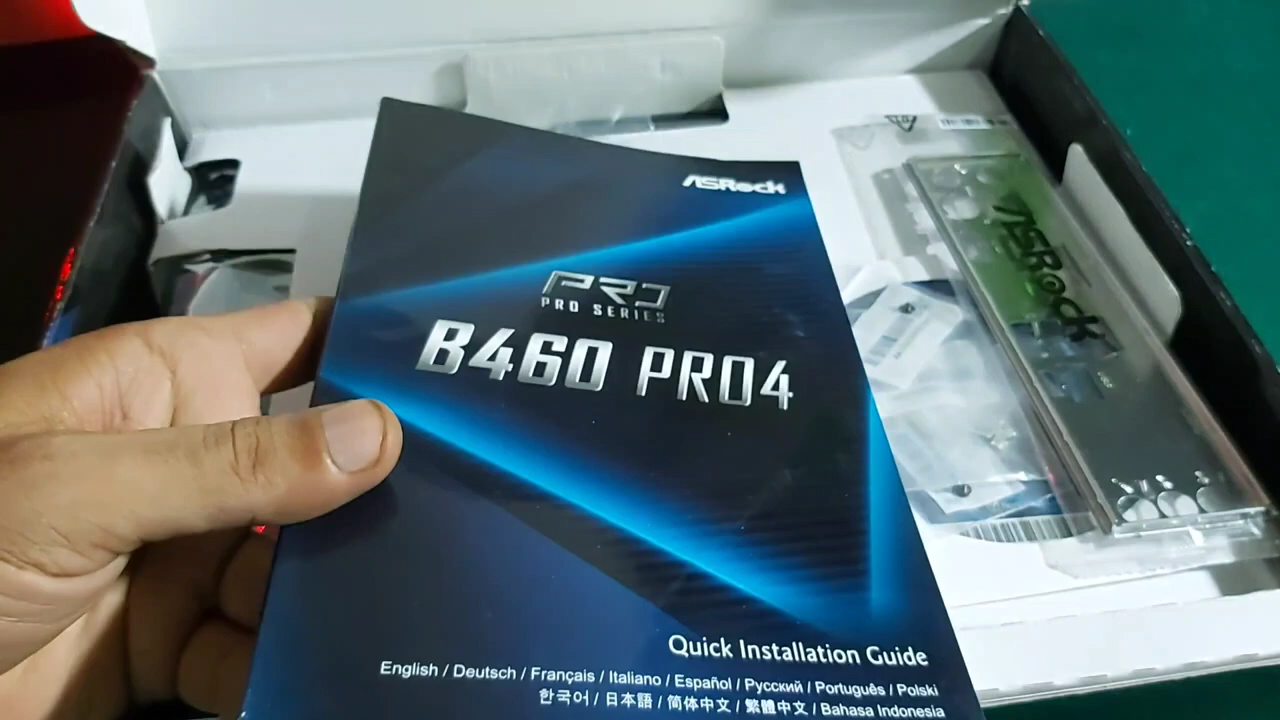 ASRock
PRO
PRO SERIES
B460 PRO4
Quick Installation Guide
English / Deutsch / Français / Italiano / Español / Русский / Português / Polski
한국어 / 日本語 / 简体中文 / 繁體中文 / Bahasa Indonesia
ASRock